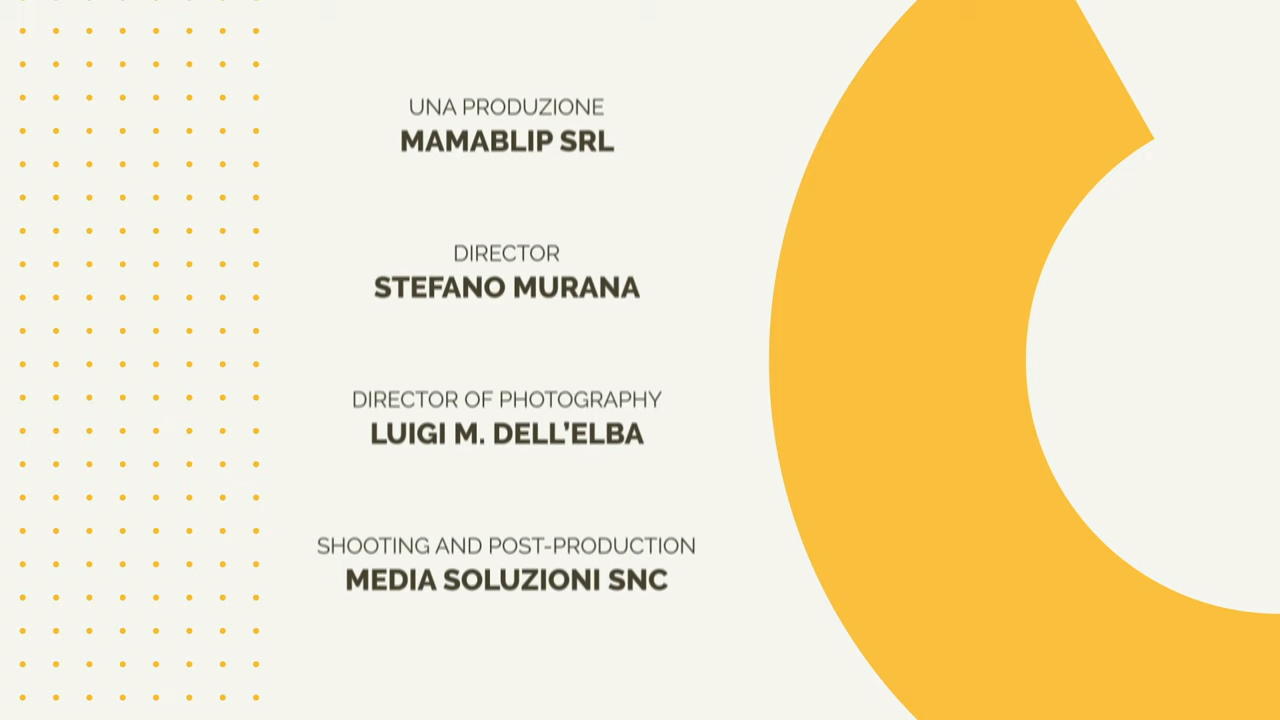 UNA PRODUZIONE
MAMABLIP SRL
DIRECTOR
STEFANO MURANA
DIRECTOR OF PHOTOGRAPHY
LUIGI M. DELL’ELBA
SHOOTING AND POST-PRODUCTION
MEDIA SOLUZIONI SNC